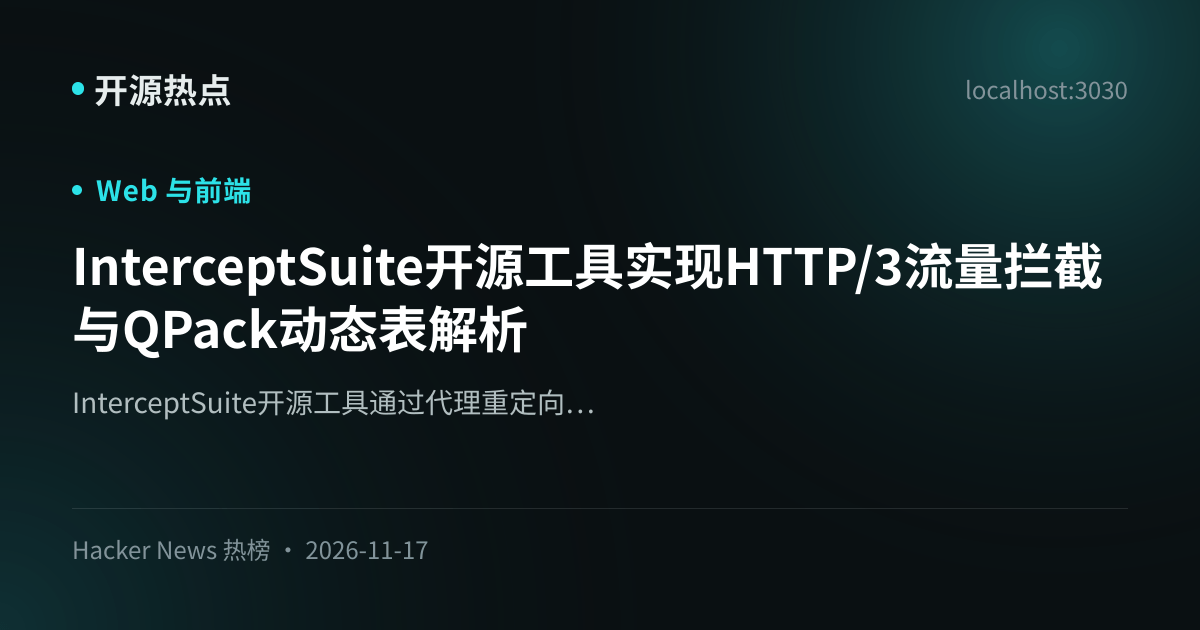 开源热点
localhost:3030
Web 与前端
InterceptSuite开源工具实现HTTP/3流量拦截
与QPack动态表解析
InterceptSuite开源工具通过代理重定向…
Hacker News 热榜 · 2026-11-17